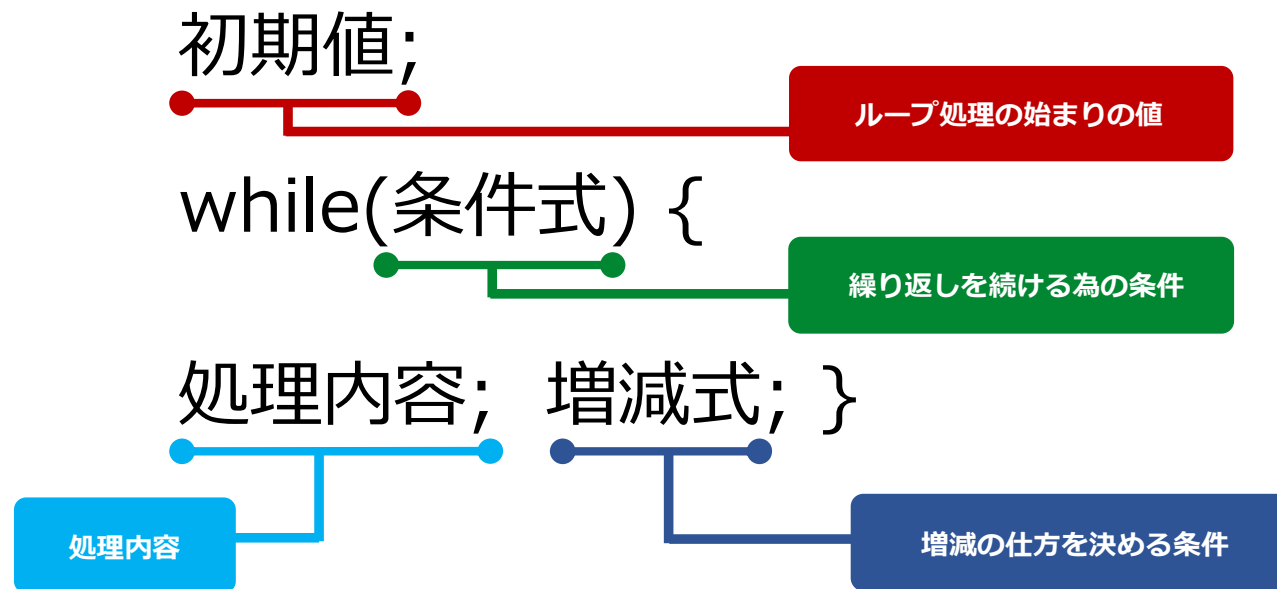 初期値;
ループ処理の始まりの値
while(条件式) {
繰り返しを続ける為の条件
処理内容; 増減式; }
処理内容
増減の仕方を決める条件